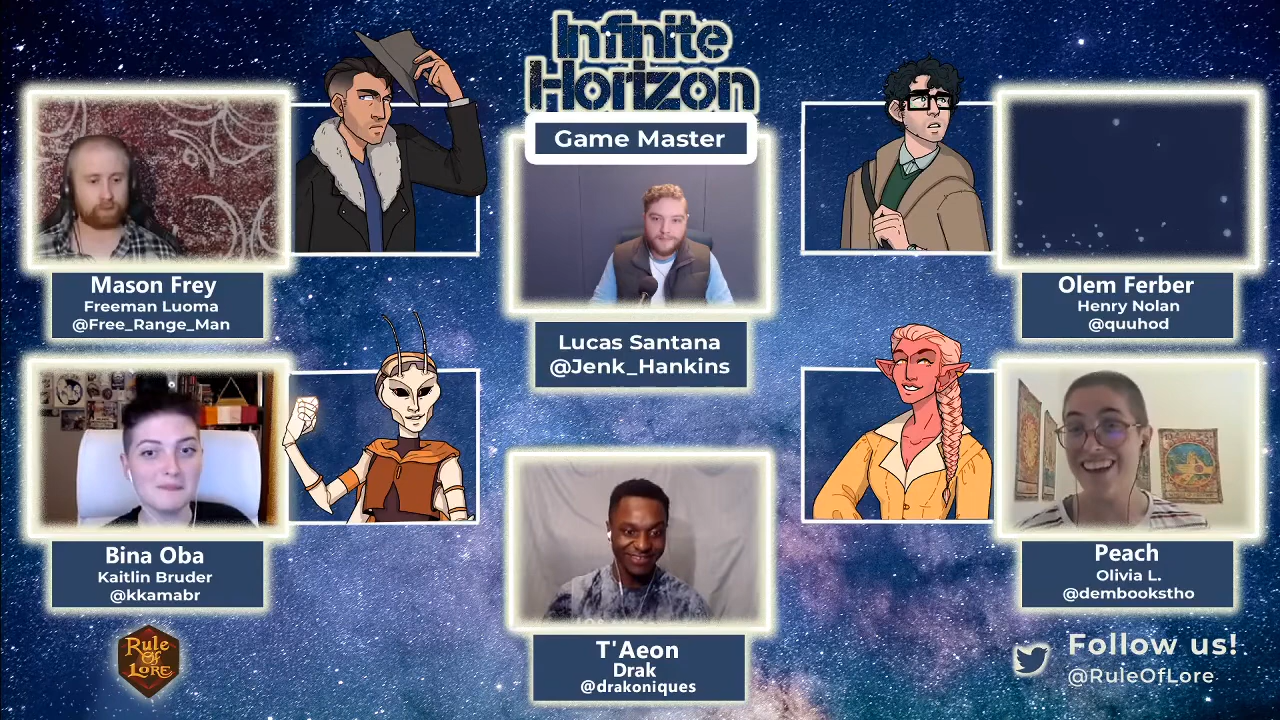 Infinite
Horizon
Game Master
Mason Frey
Freeman Luoma
@Free_Range_Man
Lucas Santana
@Jenk_Hankins
Olem Ferber
Henry Nolan
@quuhod
Bina Oba
Kaitlin Bruder
@kkamabr
T'Aeon
Drak
@drakoniques
Peach
Olivia L.
@dembookstho
Rule
Of
Lore
Follow us!
@RuleOfLore